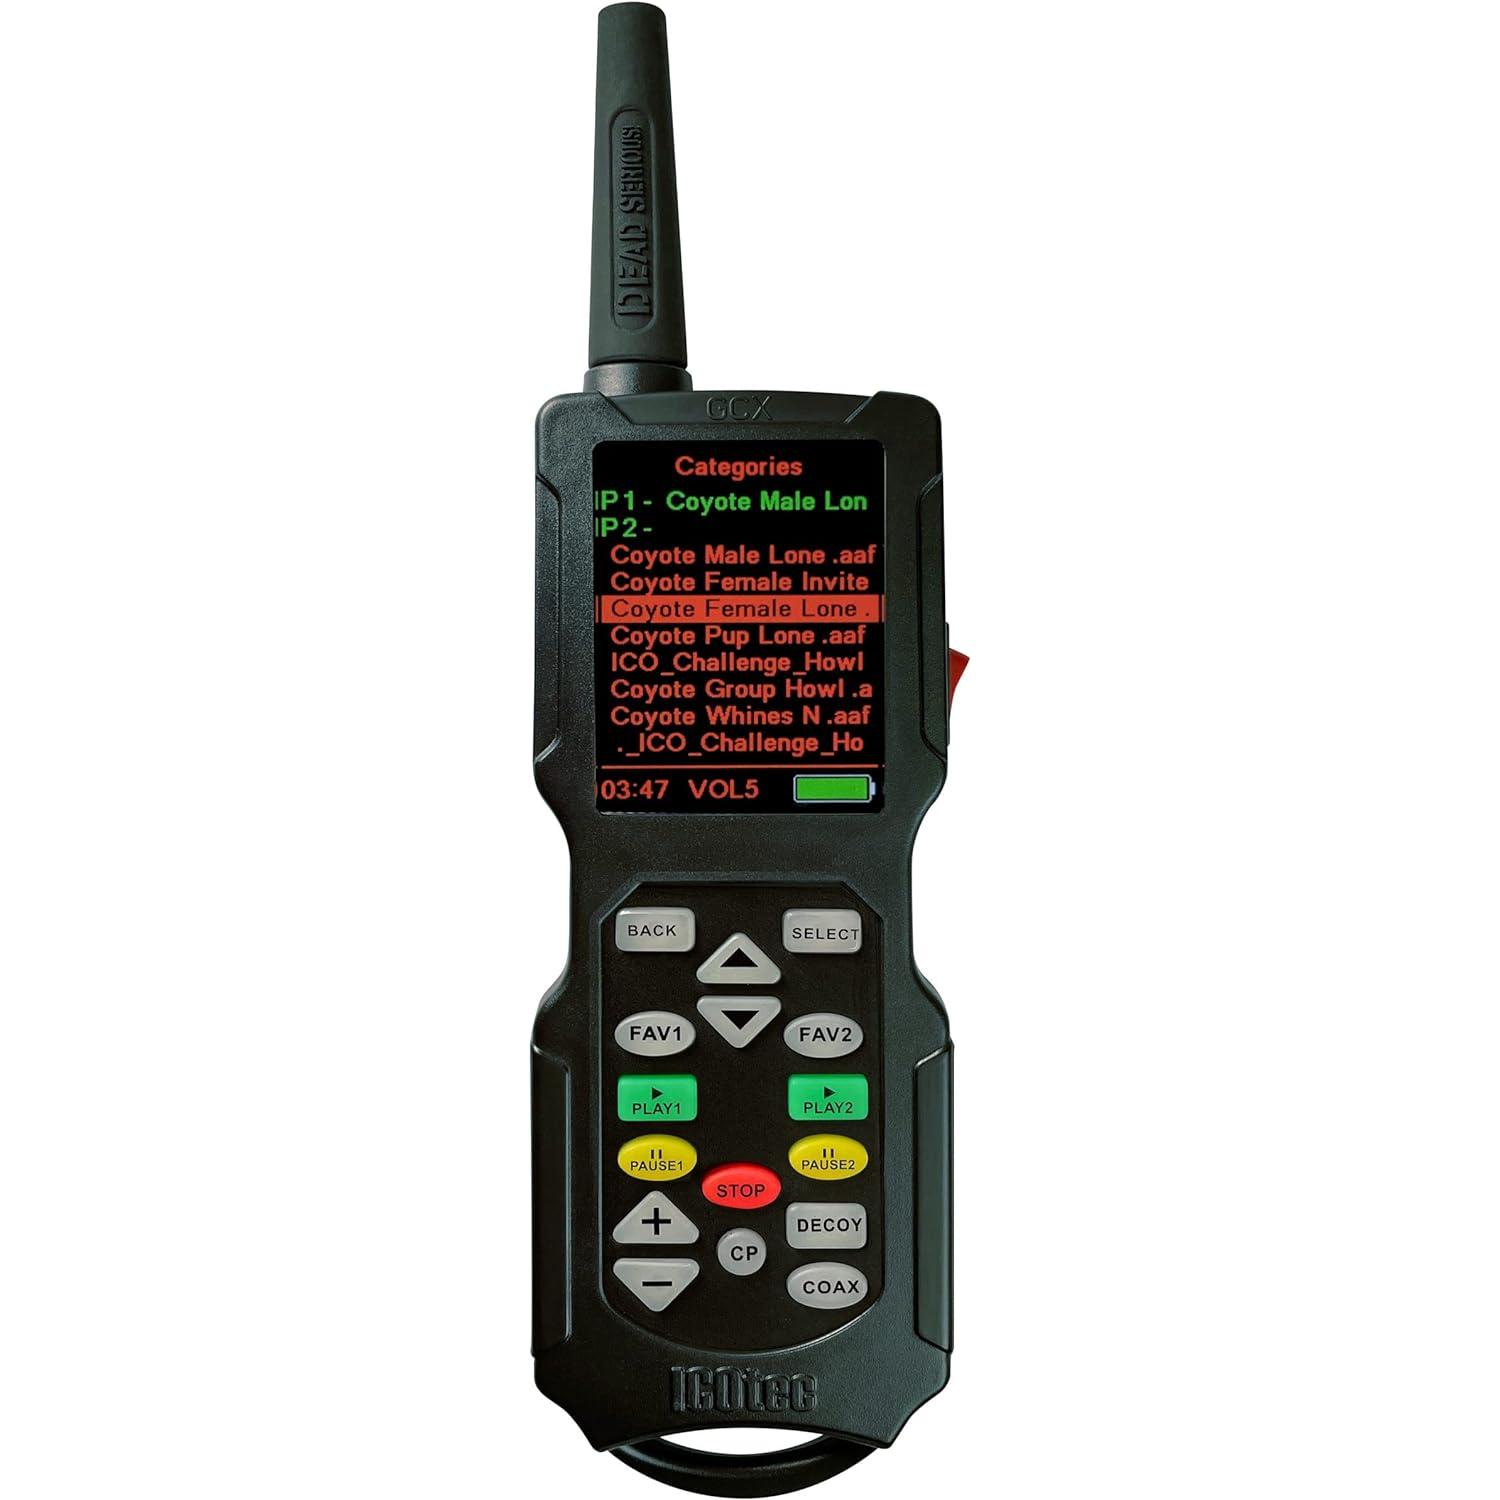 DEAD SERIOUS!
GCX
Categories
P1- Coyote Male Lon
P2-
Coyote Male Lone .aaf
Coyote Female Invite
Coyote Female Lone .
Coyote Pup Lone .aaf
ICO_Challenge_Howl
Coyote Group Howl .a
Coyote Whines N .aaf
._ICO_Challenge_Ho
03:47 VOL5
BACK
SELECT
FAV1
FAV2
PLAY1
PLAY2
PAUSE1
PAUSE2
STOP
+
DECOY
CP
−
COAX
ICOtec